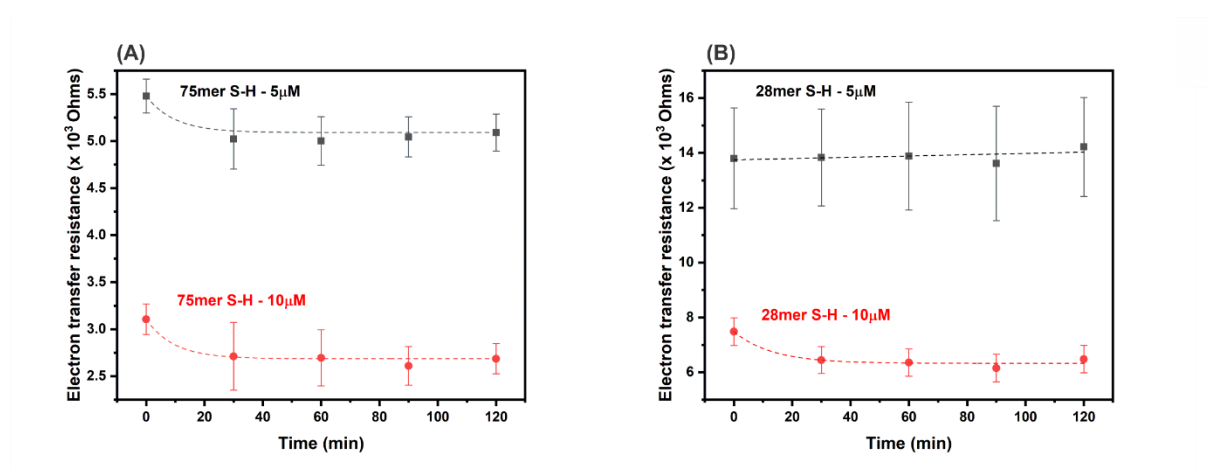 (A)
Electron transfer resistance (x 10³ Ohms)
5.5
5.0
4.5
4.0
3.5
3.0
2.5
75mer S-H - 5μM
75mer S-H - 10μM
0 20 40 60 80 100 120
Time (min)
(B)
Electron transfer resistance (x 10³ Ohms)
16
14
12
10
8
6
28mer S-H - 5μM
28mer S-H - 10μM
0 20 40 60 80 100 120
Time (min)